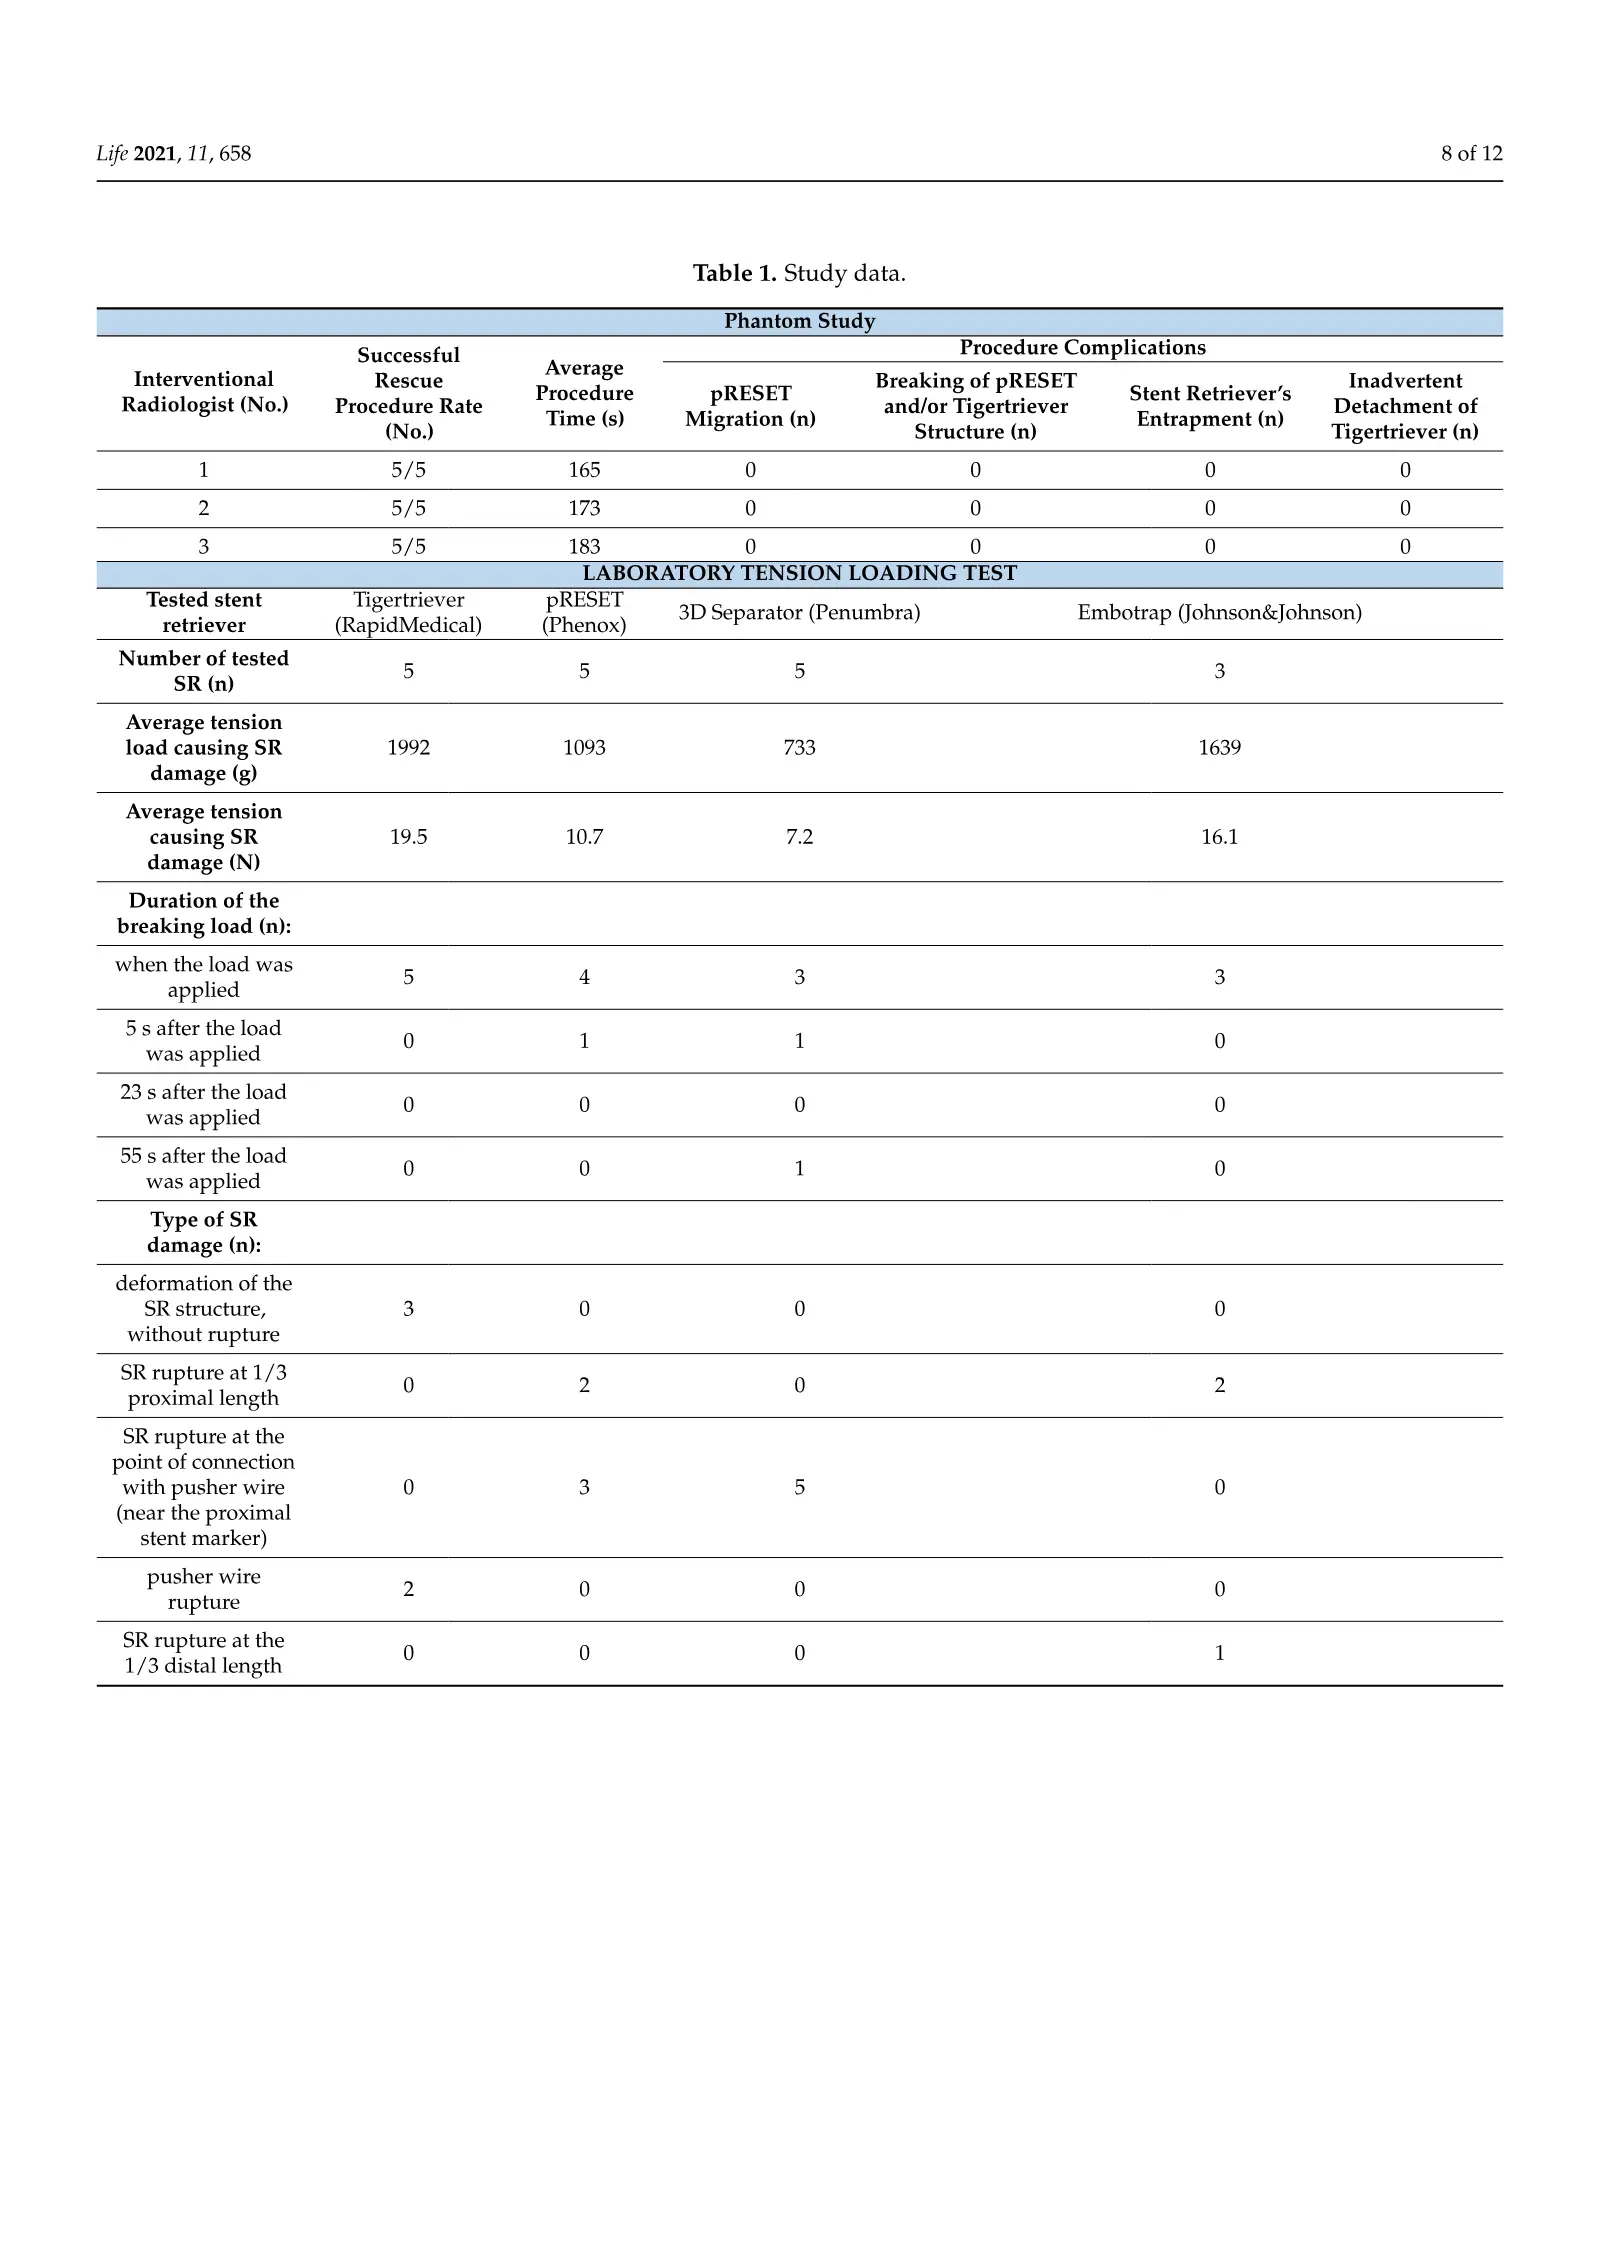 Life 2021, 11, 658 8 of 12
Table 1. Study data.
Phantom Study
Interventional Radiologist (No.) Successful Rescue Procedure Rate (No.) Average Procedure Time (s) Procedure Complications
pRESET Migration (n) Breaking of pRESET and/or Tigertriever Structure (n) Stent Retriever’s Entrapment (n) Inadvertent Detachment of Tigertriever (n)
1 5/5 165 0 0 0 0
2 5/5 173 0 0 0 0
3 5/5 183 0 0 0 0
LABORATORY TENSION LOADING TEST
Tested stent retriever Tigertriever (RapidMedical) pRESET (Phenox) 3D Separator (Penumbra) Embotrap (Johnson&Johnson)
Number of tested SR (n) 5 5 5 3
Average tension load causing SR damage (g) 1992 1093 733 1639
Average tension causing SR damage (N) 19.5 10.7 7.2 16.1
Duration of the breaking load (n):
when the load was applied 5 4 3 3
5 s after the load was applied 0 1 1 0
23 s after the load was applied 0 0 0 0
55 s after the load was applied 0 0 1 0
Type of SR damage (n):
deformation of the SR structure, without rupture 3 0 0 0
SR rupture at 1/3 proximal length 0 2 0 2
SR rupture at the point of connection with pusher wire (near the proximal stent marker) 0 3 5 0
pusher wire rupture 2 0 0 0
SR rupture at the 1/3 distal length 0 0 0 1